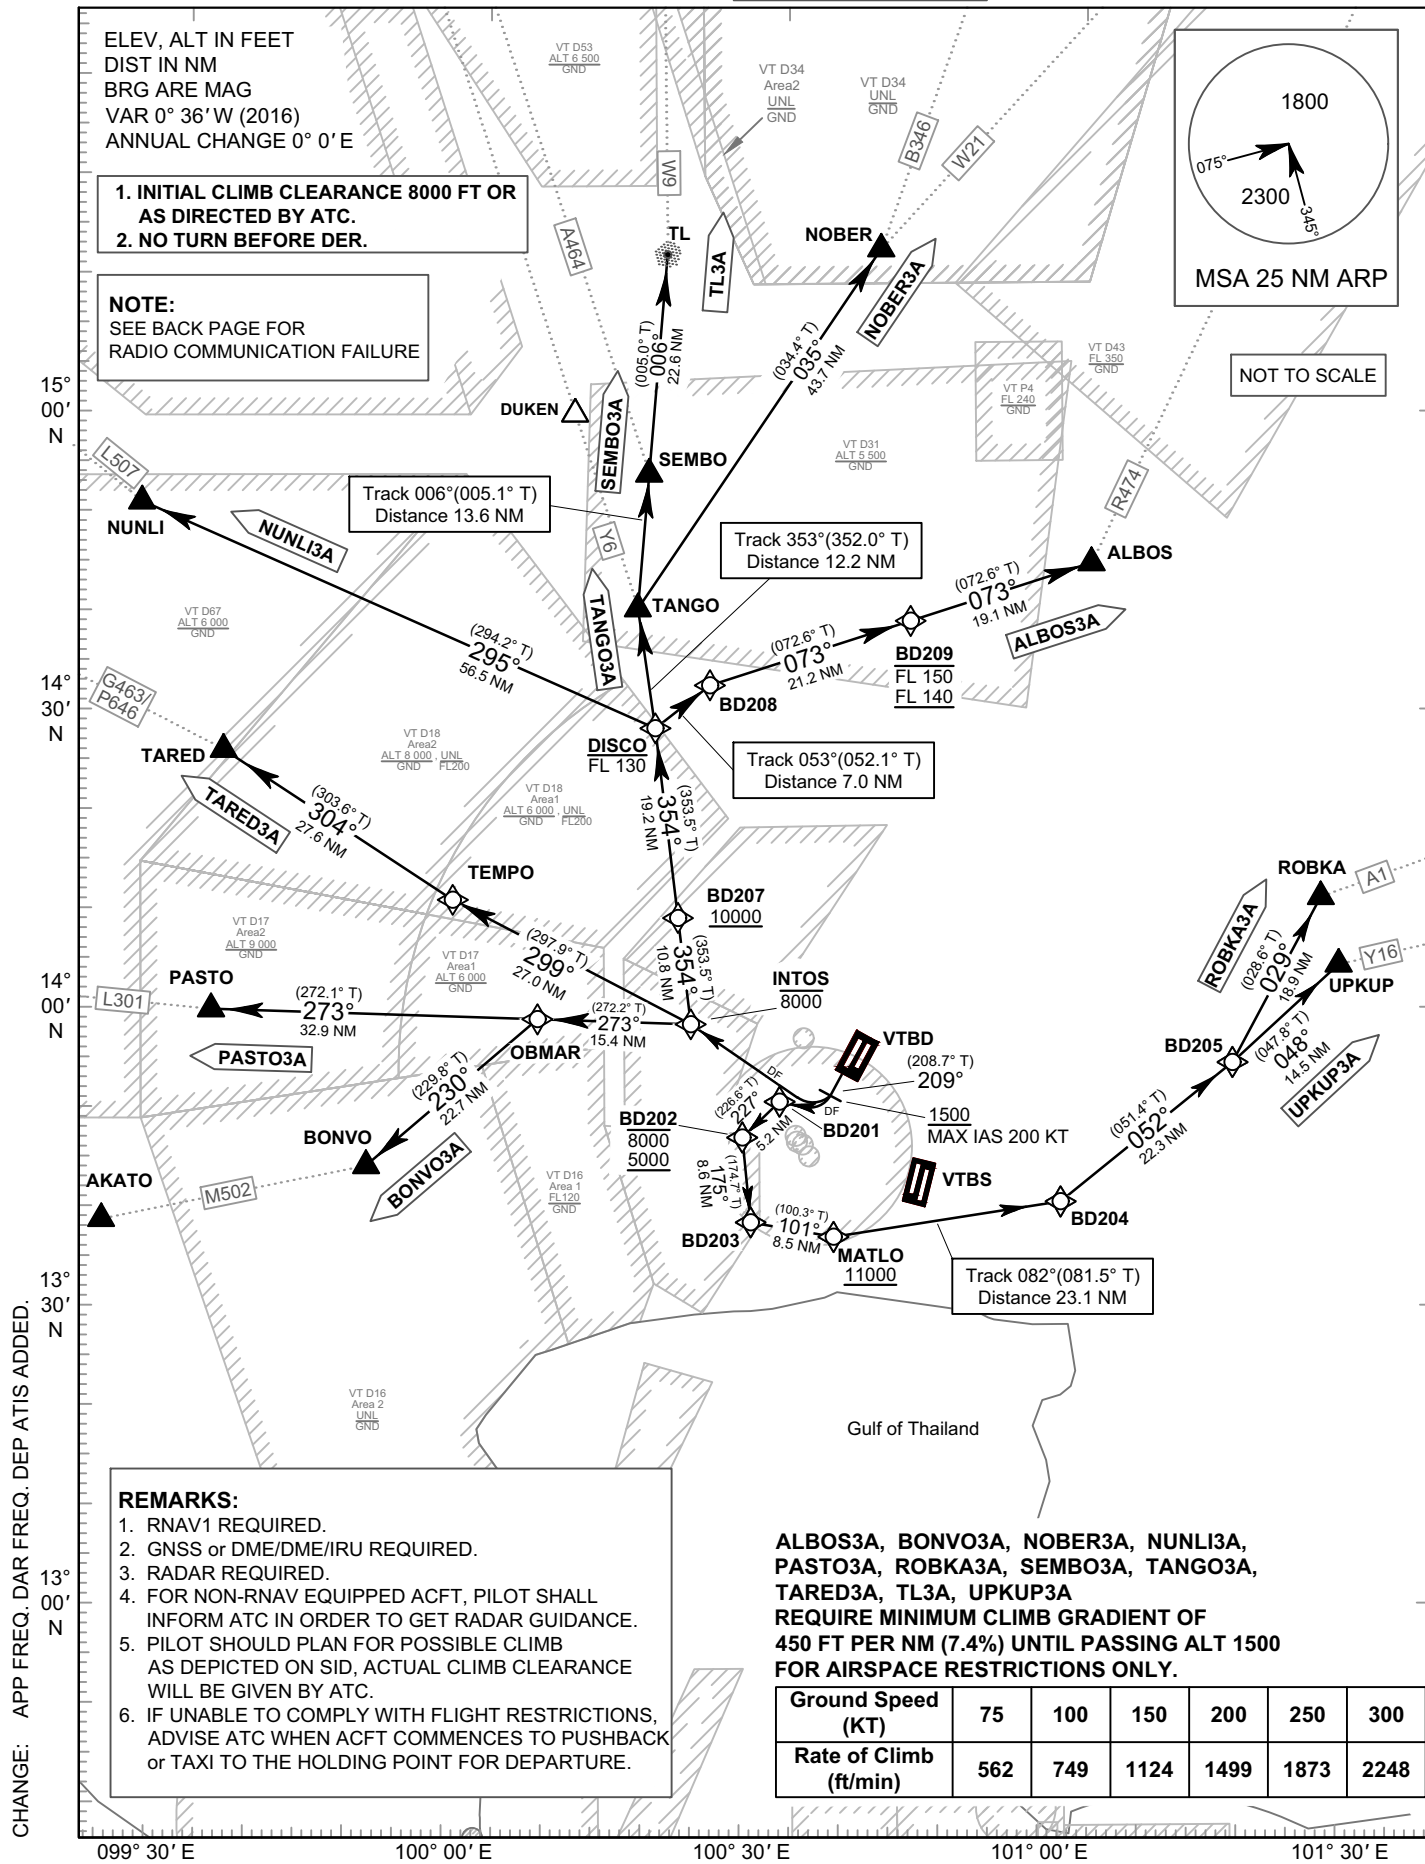 ELEV, ALT IN FEET
DIST IN NM
BRG ARE MAG
VAR 0° 36' W (2016)
ANNUAL CHANGE 0° 0' E
1. INITIAL CLIMB CLEARANCE 8000 FT OR
AS DIRECTED BY ATC.
2. NO TURN BEFORE DER.
NOTE:
SEE BACK PAGE FOR
RADIO COMMUNICATION FAILURE
VT D53
ALT 6 500
GND
VT D34
Area2
UNL
GND
VT D34
UNL
GND
W9
B346
W21
A464
1800
075°
2300
345°
MSA 25 NM ARP
NOT TO SCALE
TL
TL3A
NOBER
NOBER3A
(005.0° T)
006°
22.6 NM
(034.4° T)
035°
43.7 NM
VT D43
FL 350
GND
VT P4
FL 240
GND
VT D31
ALT 5 500
GND
15°
00'
N
DUKEN
SEMBO3A
SEMBO
L507
NUNLI
NUNLI3A
Track 006°(005.1° T)
Distance 13.6 NM
Y6
R474
Track 353°(352.0° T)
Distance 12.2 NM
ALBOS
(072.6° T)
073°
19.1 NM
ALBOS3A
TANGO
TANGO3A
VT D67
ALT 6 000
GND
(294.2° T)
295°
56.5 NM
(072.6° T)
073°
21.2 NM
BD209
FL 150
FL 140
14°
30'
N
G463/
P646
BD208
TARED
VT D18
Area2
ALT 8 000 , UNL
GND FL200
DISCO
FL 130
Track 053°(052.1° T)
Distance 7.0 NM
TARED3A
(303.6° T)
304°
27.6 NM
VT D18
Area1
ALT 6 000 , UNL
GND FL200
(353.5° T)
354°
19.2 NM
TEMPO
BD207
10000
ROBKA
A1
ROBKA3A
VT D17
Area2
ALT 9 000
GND
VT D17
Area1
ALT 6 000
GND
(297.9° T)
299°
27.0 NM
(353.5° T)
354°
10.8 NM
(028.6° T)
029°
18.9 NM
Y16
UPKUP
14°
00'
N
PASTO
L301
(272.1° T)
273°
32.9 NM
PASTO3A
INTOS
8000
(272.2° T)
273°
15.4 NM
OBMAR
VTBD
(208.7° T)
209°
DF
DF
BD205
(047.8° T)
048°
14.5 NM
UPKUP3A
(229.8° T)
230°
22.7 NM
BD202
8000
5000
(226.6° T)
227°
5.2 NM
BD201
1500
MAX IAS 200 KT
(051.4° T)
052°
22.3 NM
BONVO
BONVO3A
AKATO
M502
VT D16
Area 1
FL120
GND
(174.7° T)
175°
8.6 NM
VTBS
BD203
(100.3° T)
101°
8.5 NM
MATLO
11000
BD204
Track 082°(081.5° T)
Distance 23.1 NM
13°
30'
N
VT D16
Area 2
UNL
GND
Gulf of Thailand
REMARKS:
1. RNAV1 REQUIRED.
2. GNSS or DME/DME/IRU REQUIRED.
3. RADAR REQUIRED.
4. FOR NON-RNAV EQUIPPED ACFT, PILOT SHALL
INFORM ATC IN ORDER TO GET RADAR GUIDANCE.
5. PILOT SHOULD PLAN FOR POSSIBLE CLIMB
AS DEPICTED ON SID, ACTUAL CLIMB CLEARANCE
WILL BE GIVEN BY ATC.
6. IF UNABLE TO COMPLY WITH FLIGHT RESTRICTIONS,
ADVISE ATC WHEN ACFT COMMENCES TO PUSHBACK
or TAXI TO THE HOLDING POINT FOR DEPARTURE.
13°
00'
N
ALBOS3A, BONVO3A, NOBER3A, NUNLI3A,
PASTO3A, ROBKA3A, SEMBO3A, TANGO3A,
TARED3A, TL3A, UPKUP3A
REQUIRE MINIMUM CLIMB GRADIENT OF
450 FT PER NM (7.4%) UNTIL PASSING ALT 1500
FOR AIRSPACE RESTRICTIONS ONLY.
Ground Speed (KT) 75 100 150 200 250 300
Rate of Climb (ft/min) 562 749 1124 1499 1873 2248
099° 30' E 100° 00' E 100° 30' E 101° 00' E 101° 30' E
CHANGE: APP FREQ. DAR FREQ. DEP ATIS ADDED.